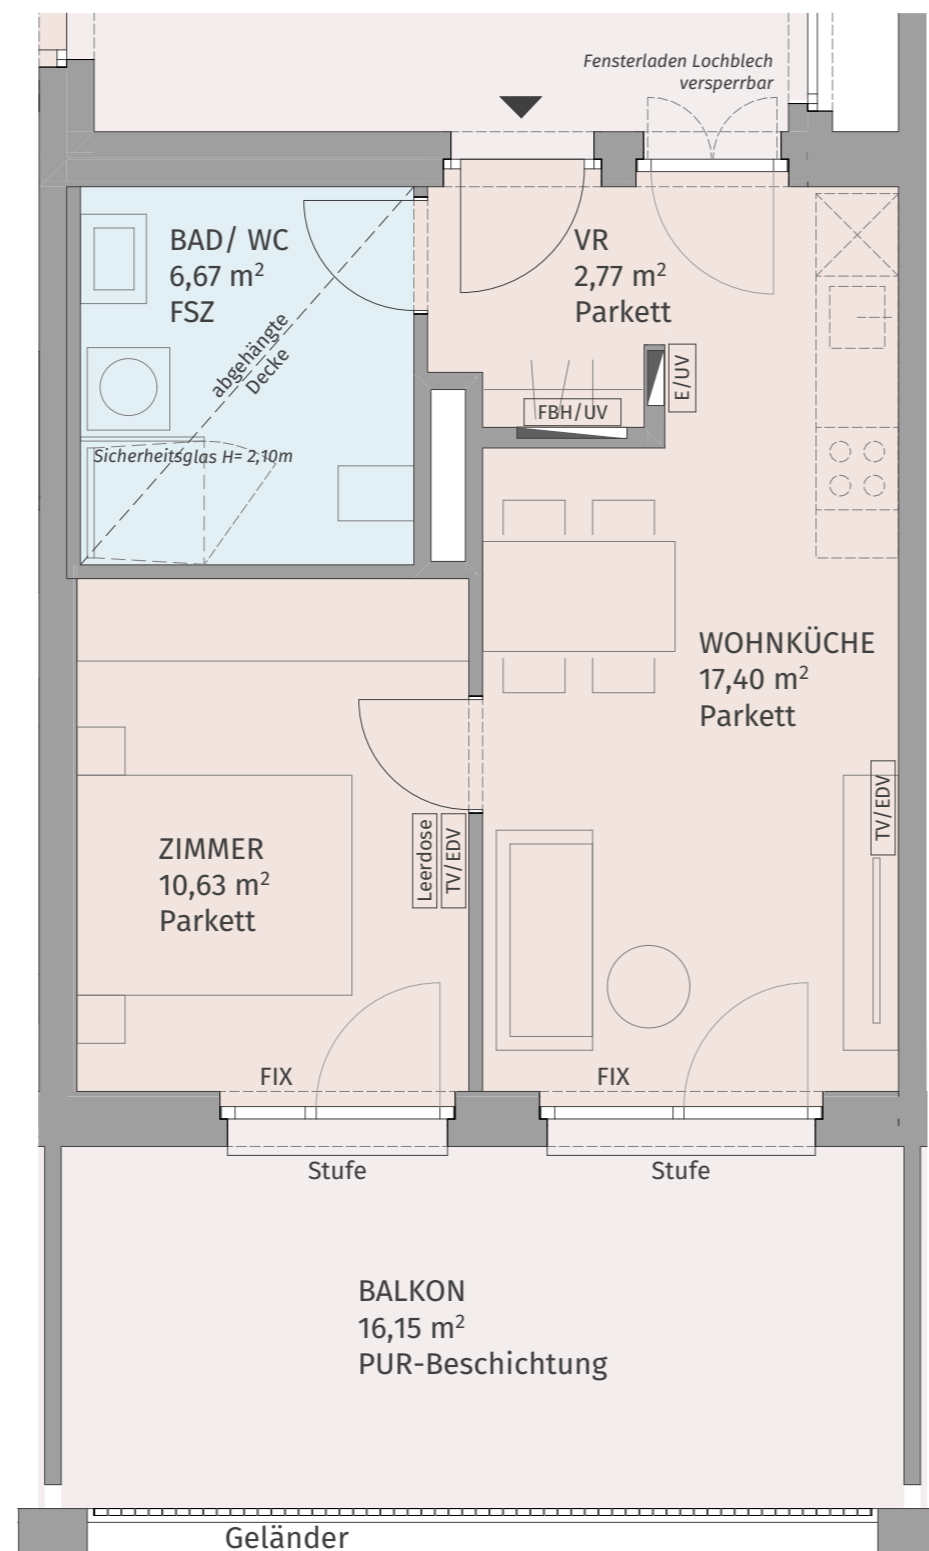 Fensterladen Lochblech
versperrbar
BAD/ WC
6,67 m²
FSZ
VR
2,77 m²
Parkett
abgehängte
Decke
E/UV
FBH/UV
Sicherheitsglas H= 2,10m
WOHNKÜCHE
17,40 m²
Parkett
TV/EDV
ZIMMER
10,63 m²
Parkett
Leerdose
TV/EDV
FIX
FIX
Stufe
Stufe
BALKON
16,15 m²
PUR-Beschichtung
Geländer